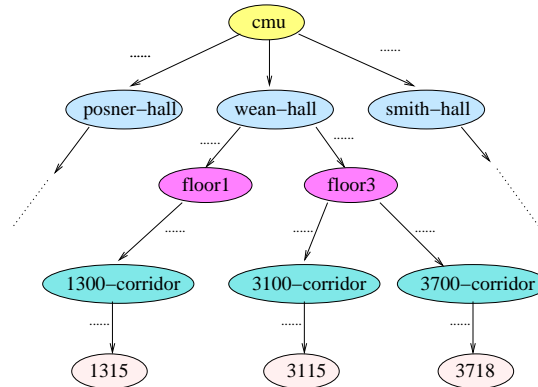 cmu
posner-hall
wean-hall
smith-hall
floor1
floor3
1300-corridor
3100-corridor
3700-corridor
1315
3115
3718